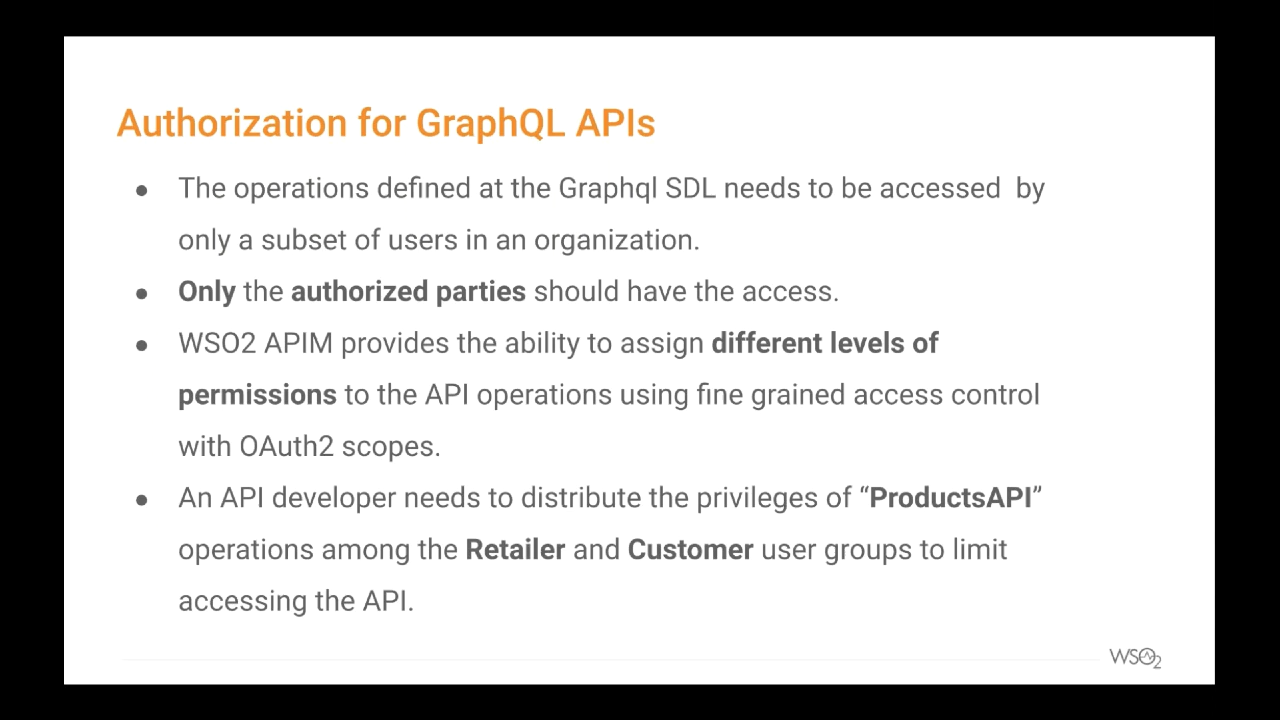 Authorization for GraphQL APIs
● The operations defined at the Graphql SDL needs to be accessed  by
only a subset of users in an organization.
● Only the authorized parties should have the access.
● WSO2 APIM provides the ability to assign different levels of
permissions to the API operations using fine grained access control
with OAuth2 scopes.
● An API developer needs to distribute the privileges of “ProductsAPI”
operations among the Retailer and Customer user groups to limit
accessing the API.
WSO2